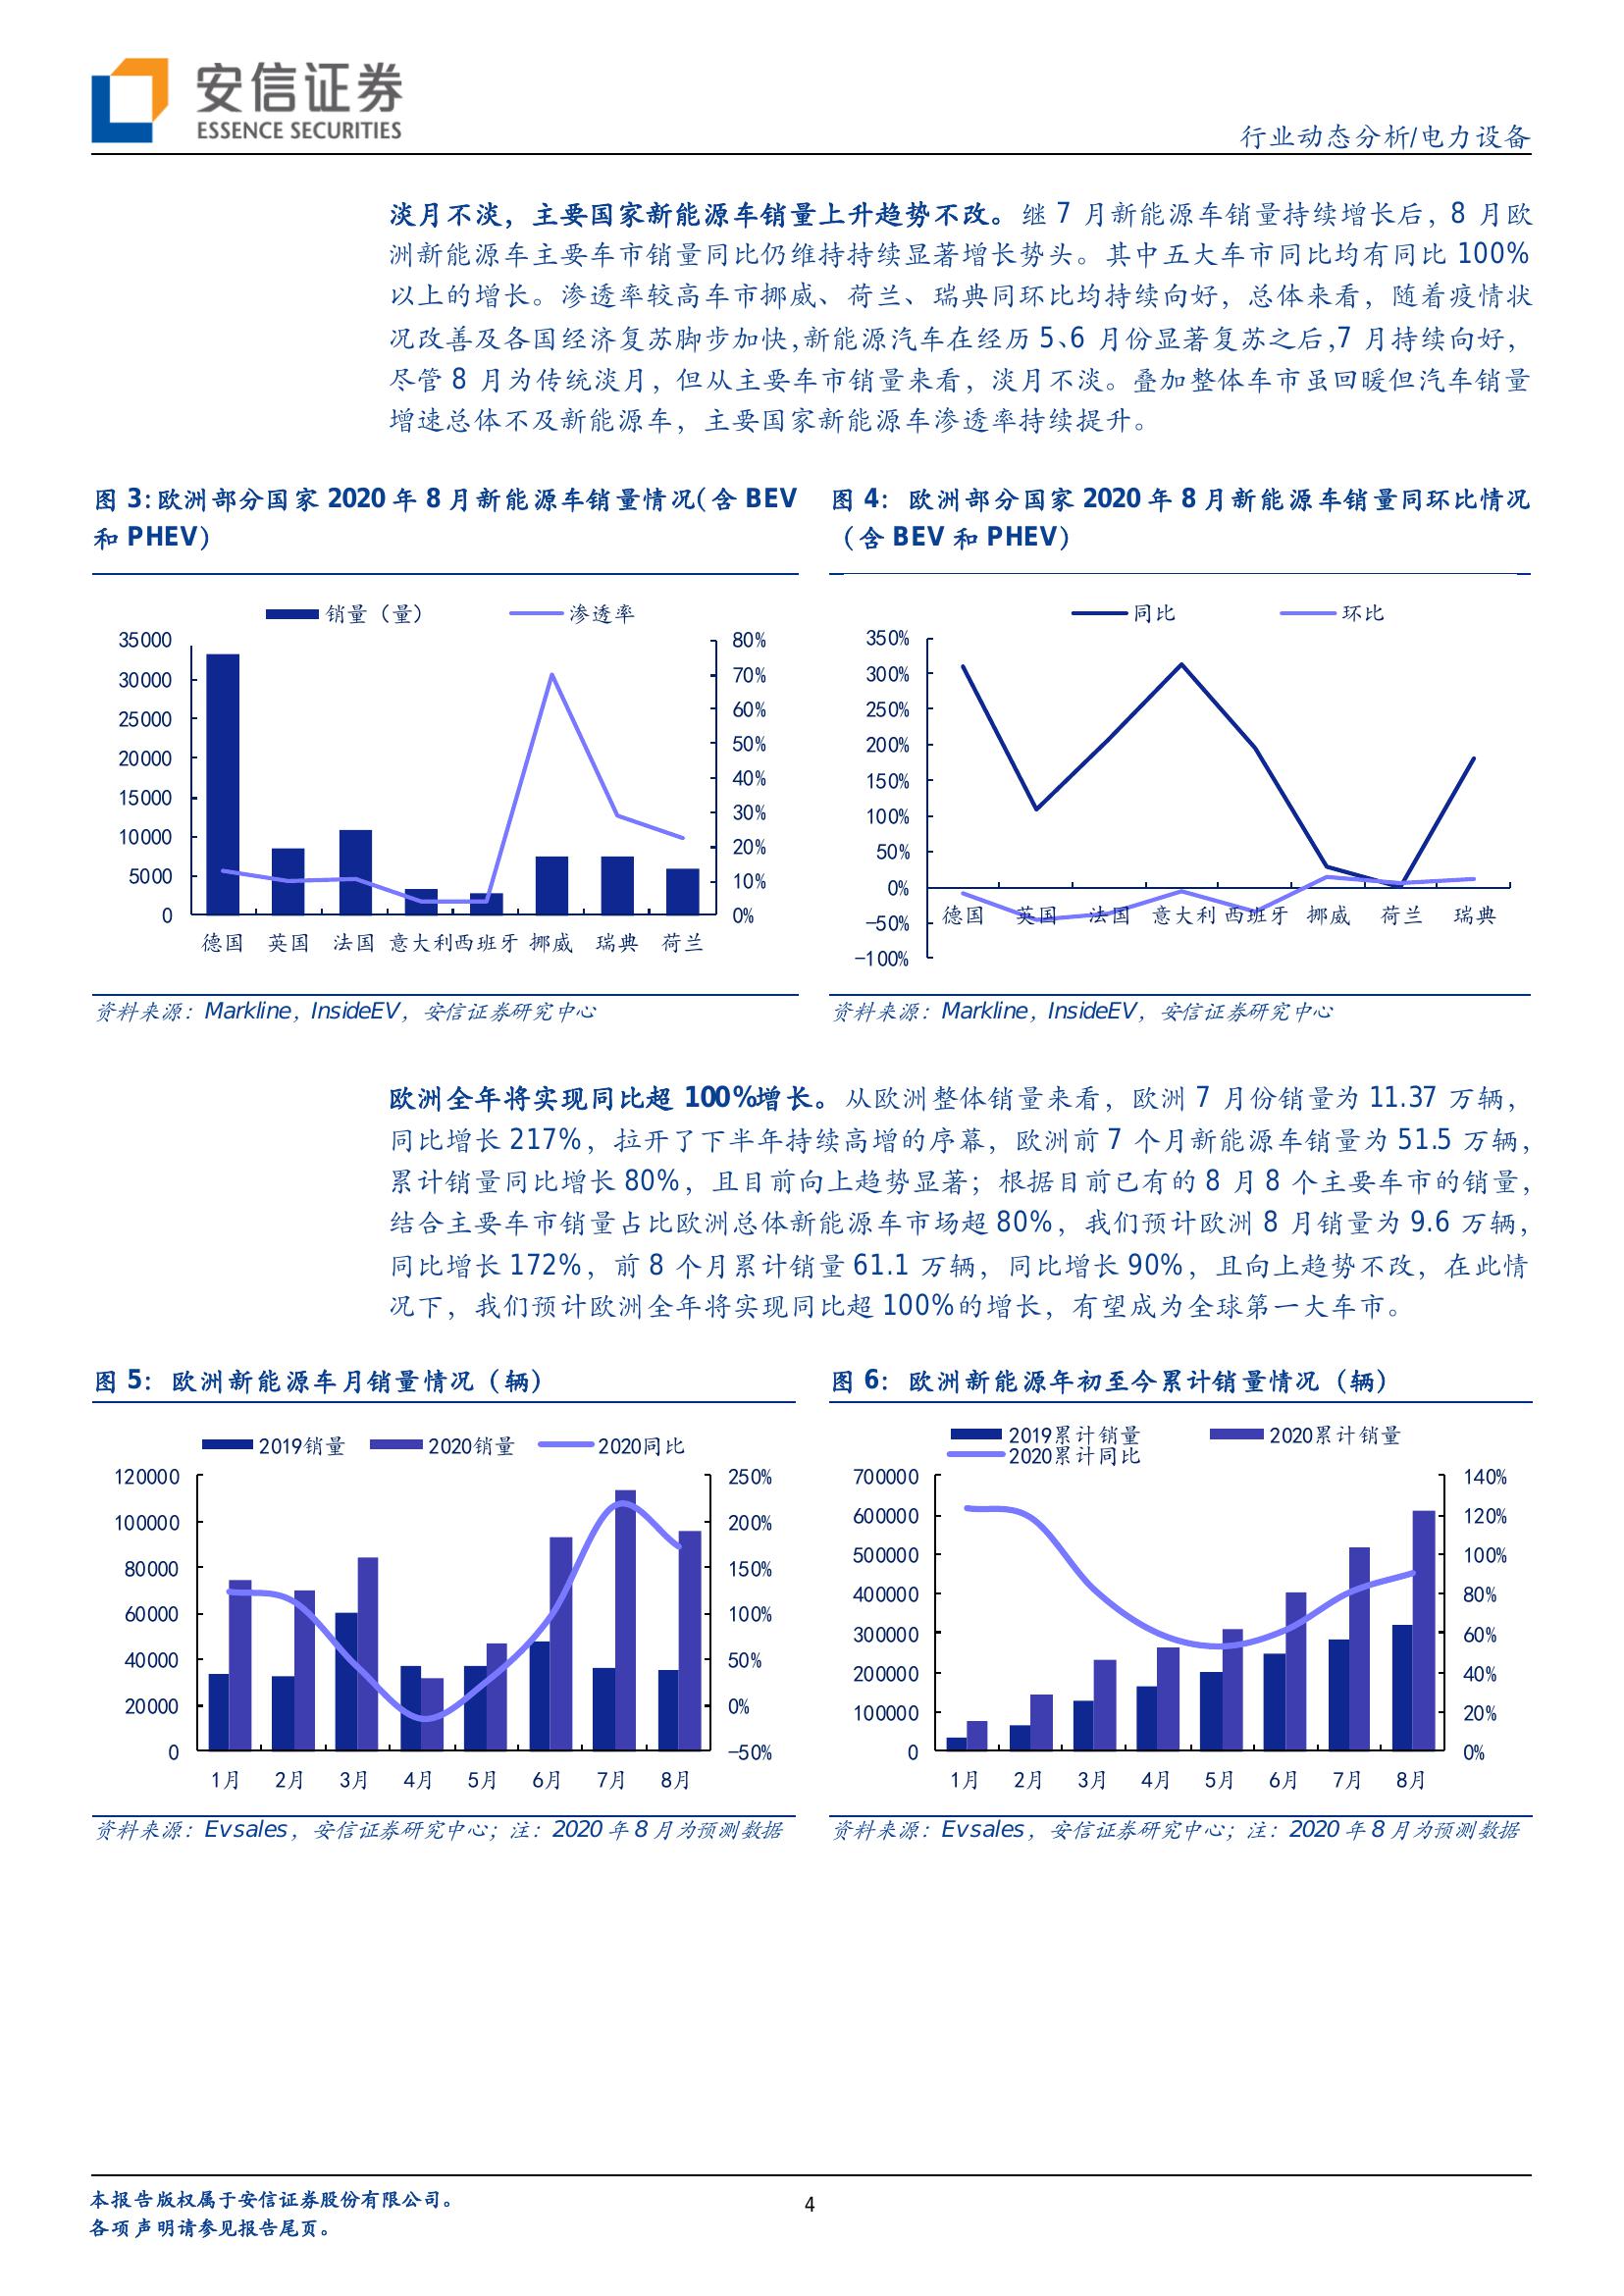 安信证券
ESSENCE SECURITIES
行业动态分析/电力设备
淡月不淡，主要国家新能源车销量上升趋势不改。继 7 月新能源车销量持续增长后，8 月欧
洲新能源车主要车市销量同比仍维持持续显著增长势头。其中五大车市同比均有同比 100%
以上的增长。渗透率较高车市挪威、荷兰、瑞典同环比均持续向好，总体来看，随着疫情状
况改善及各国经济复苏脚步加快,新能源汽车在经历 5、6 月份显著复苏之后,7 月持续向好，
尽管 8 月为传统淡月，但从主要车市销量来看，淡月不淡。叠加整体车市虽回暖但汽车销量
增速总体不及新能源车，主要国家新能源车渗透率持续提升。
图 3:欧洲部分国家 2020 年 8 月新能源车销量情况(含 BEV
和 PHEV）
销量（量） 渗透率
35000
30000
25000
20000
15000
10000
5000
0
80%
70%
60%
50%
40%
30%
20%
10%
0%
德国 英国 法国 意大利 西班牙 挪威 瑞典 荷兰
资料来源：Markline，InsideEV，安信证券研究中心
图 4：欧洲部分国家 2020 年 8 月新能源车销量同环比情况
（含 BEV 和 PHEV）
同比 环比
350%
300%
250%
200%
150%
100%
50%
0%
-50%
-100%
德国 英国 法国 意大利 西班牙 挪威 荷兰 瑞典
资料来源：Markline，InsideEV，安信证券研究中心
欧洲全年将实现同比超 100%增长。从欧洲整体销量来看，欧洲 7 月份销量为 11.37 万辆，
同比增长 217%，拉开了下半年持续高增的序幕，欧洲前 7 个月新能源车销量为 51.5 万辆，
累计销量同比增长 80%，且目前向上趋势显著；根据目前已有的 8 月 8 个主要车市的销量，
结合主要车市销量占比欧洲总体新能源车市场超 80%，我们预计欧洲 8 月销量为 9.6 万辆，
同比增长 172%，前 8 个月累计销量 61.1 万辆，同比增长 90%，且向上趋势不改，在此情
况下，我们预计欧洲全年将实现同比超 100%的增长，有望成为全球第一大车市。
图 5：欧洲新能源车月销量情况（辆）
2019销量 2020销量 2020同比
120000
100000
80000
60000
40000
20000
0
250%
200%
150%
100%
50%
0%
-50%
1月 2月 3月 4月 5月 6月 7月 8月
资料来源：Evsales，安信证券研究中心；注：2020 年 8 月为预测数据
图 6：欧洲新能源年初至今累计销量情况（辆）
2019累计销量 2020累计销量
2020累计同比
700000
600000
500000
400000
300000
200000
100000
0
140%
120%
100%
80%
60%
40%
20%
0%
1月 2月 3月 4月 5月 6月 7月 8月
资料来源：Evsales，安信证券研究中心；注：2020 年 8 月为预测数据
本报告版权属于安信证券股份有限公司。
各项声明请参见报告尾页。
4